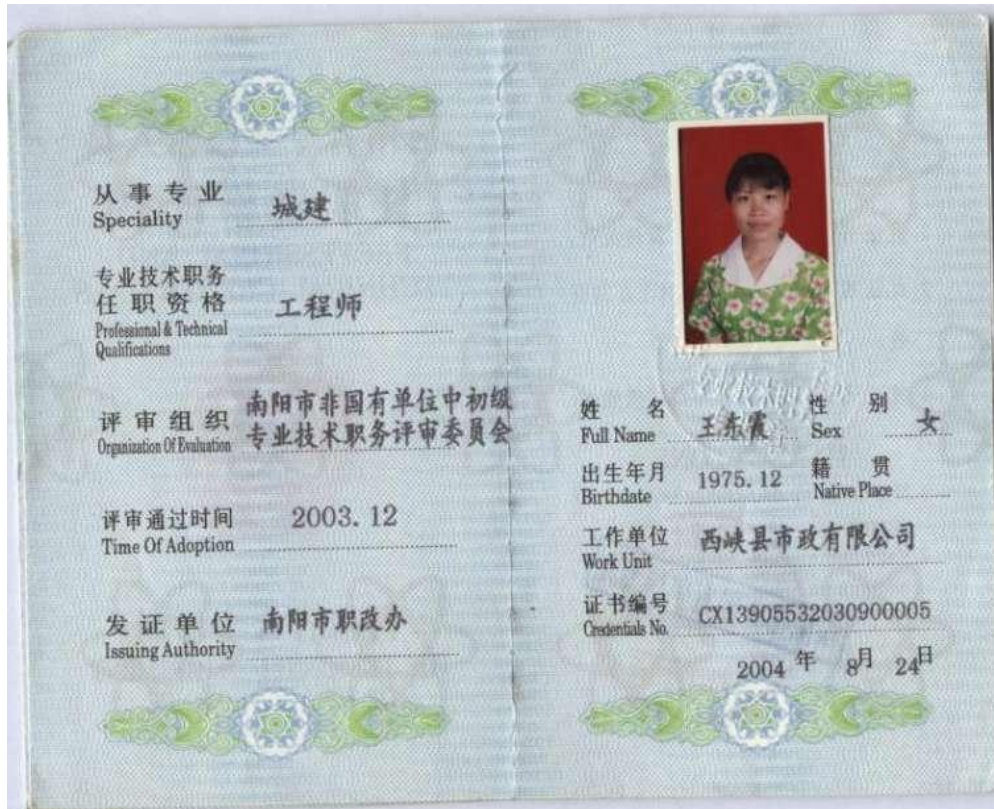 从事专业 城建
Speciality
专业技术职务
任职资格 工程师
Professional & Technical
Qualifications
评审组织 南阳市非国有单位中初级
Organization Of Evaluation 专业技术职务评审委员会
评审通过时间 2003.12
Time Of Adoption
发证单位 南阳市职改办
Issuing Authority
姓名 王东霞 性别 女
Full Name Sex
出生年月 1975.12 籍贯
Birthdate Native Place
工作单位 西峡县市政有限公司
Work Unit
证书编号 CX13905532030900005
Credentials No.
2004 年 8月 24日